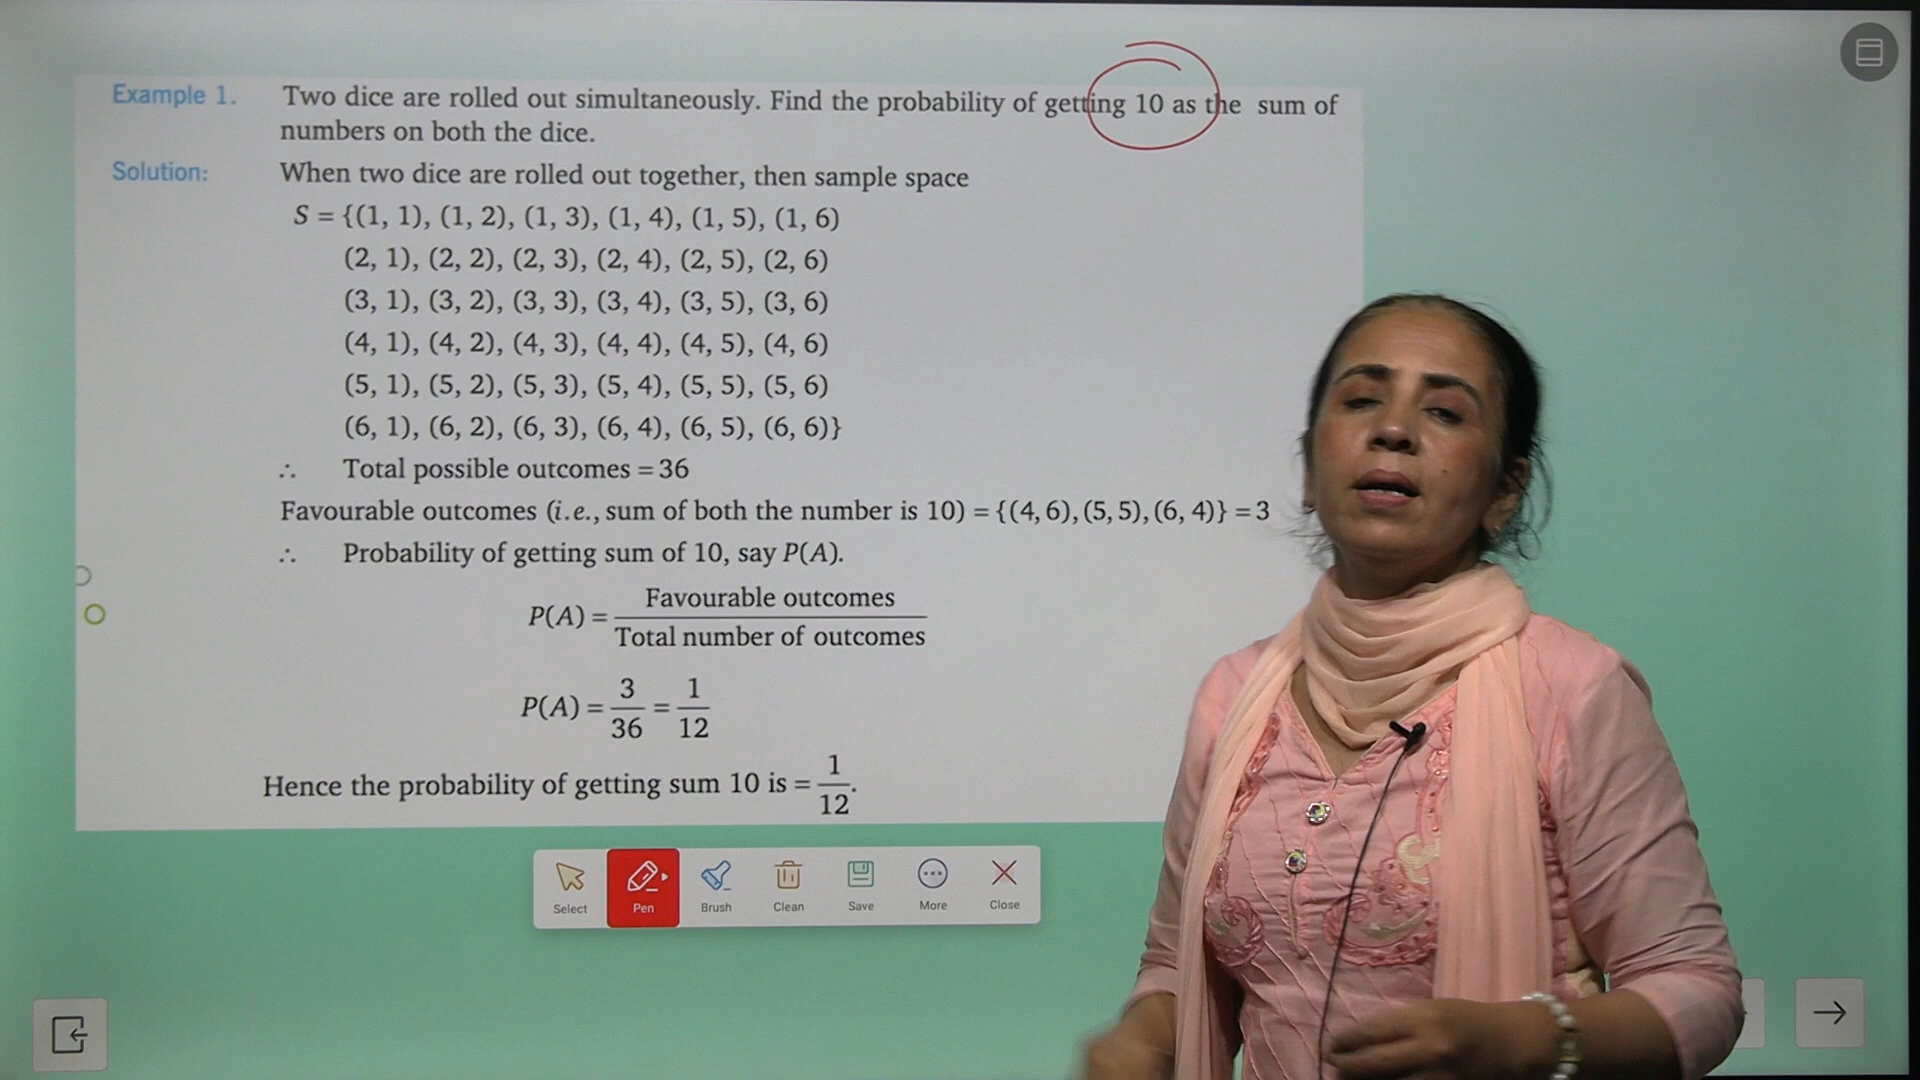 Example 1. Two dice are rolled out simultaneously. Find the probability of getting 10 as the sum of
numbers on both the dice.
Solution: When two dice are rolled out together, then sample space
S = {(1, 1), (1, 2), (1, 3), (1, 4), (1, 5), (1, 6)
(2, 1), (2, 2), (2, 3), (2, 4), (2, 5), (2, 6)
(3, 1), (3, 2), (3, 3), (3, 4), (3, 5), (3, 6)
(4, 1), (4, 2), (4, 3), (4, 4), (4, 5), (4, 6)
(5, 1), (5, 2), (5, 3), (5, 4), (5, 5), (5, 6)
(6, 1), (6, 2), (6, 3), (6, 4), (6, 5), (6, 6)}
∴ Total possible outcomes = 36
Favourable outcomes (i.e., sum of both the number is 10) = {(4, 6), (5, 5), (6, 4)} = 3
∴ Probability of getting sum of 10, say P(A).
P(A) = Favourable outcomes / Total number of outcomes
P(A) = 3/36 = 1/12
Hence the probability of getting sum 10 is = 1/12.
Select Pen Brush Clean Save More Close